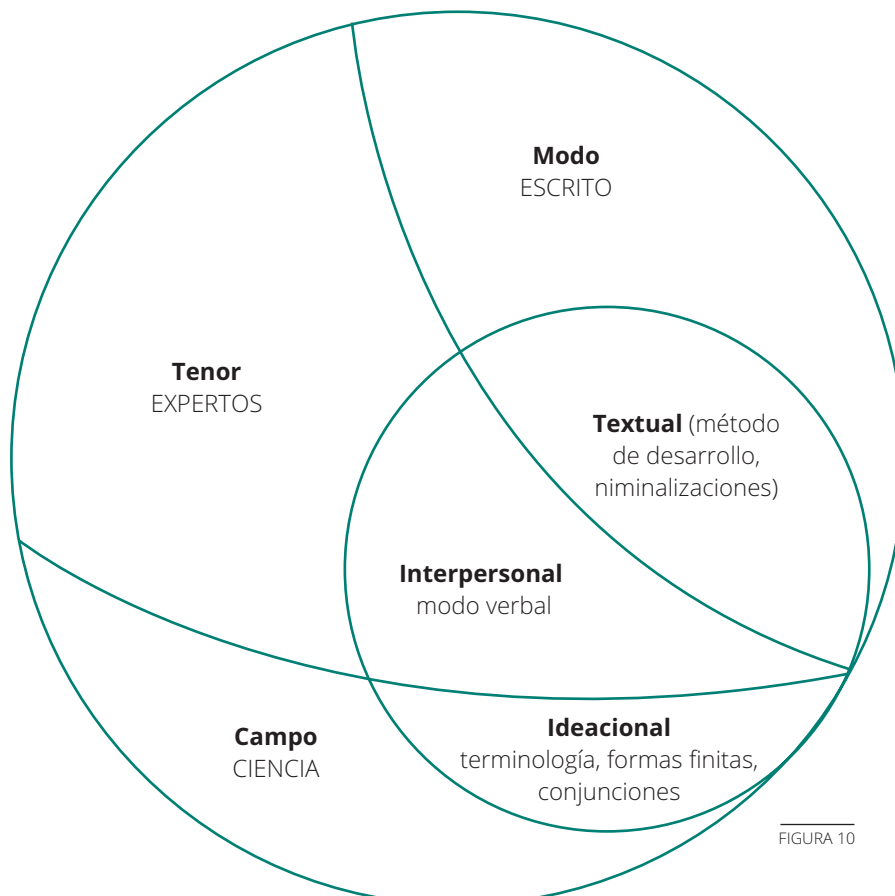 Modo
ESCRITO
Tenor
EXPERTOS
Textual (método
de desarrollo,
niminalizaciones)
Interpersonal
modo verbal
Campo
CIENCIA
Ideacional
terminología, formas finitas,
conjunciones
FIGURA 10